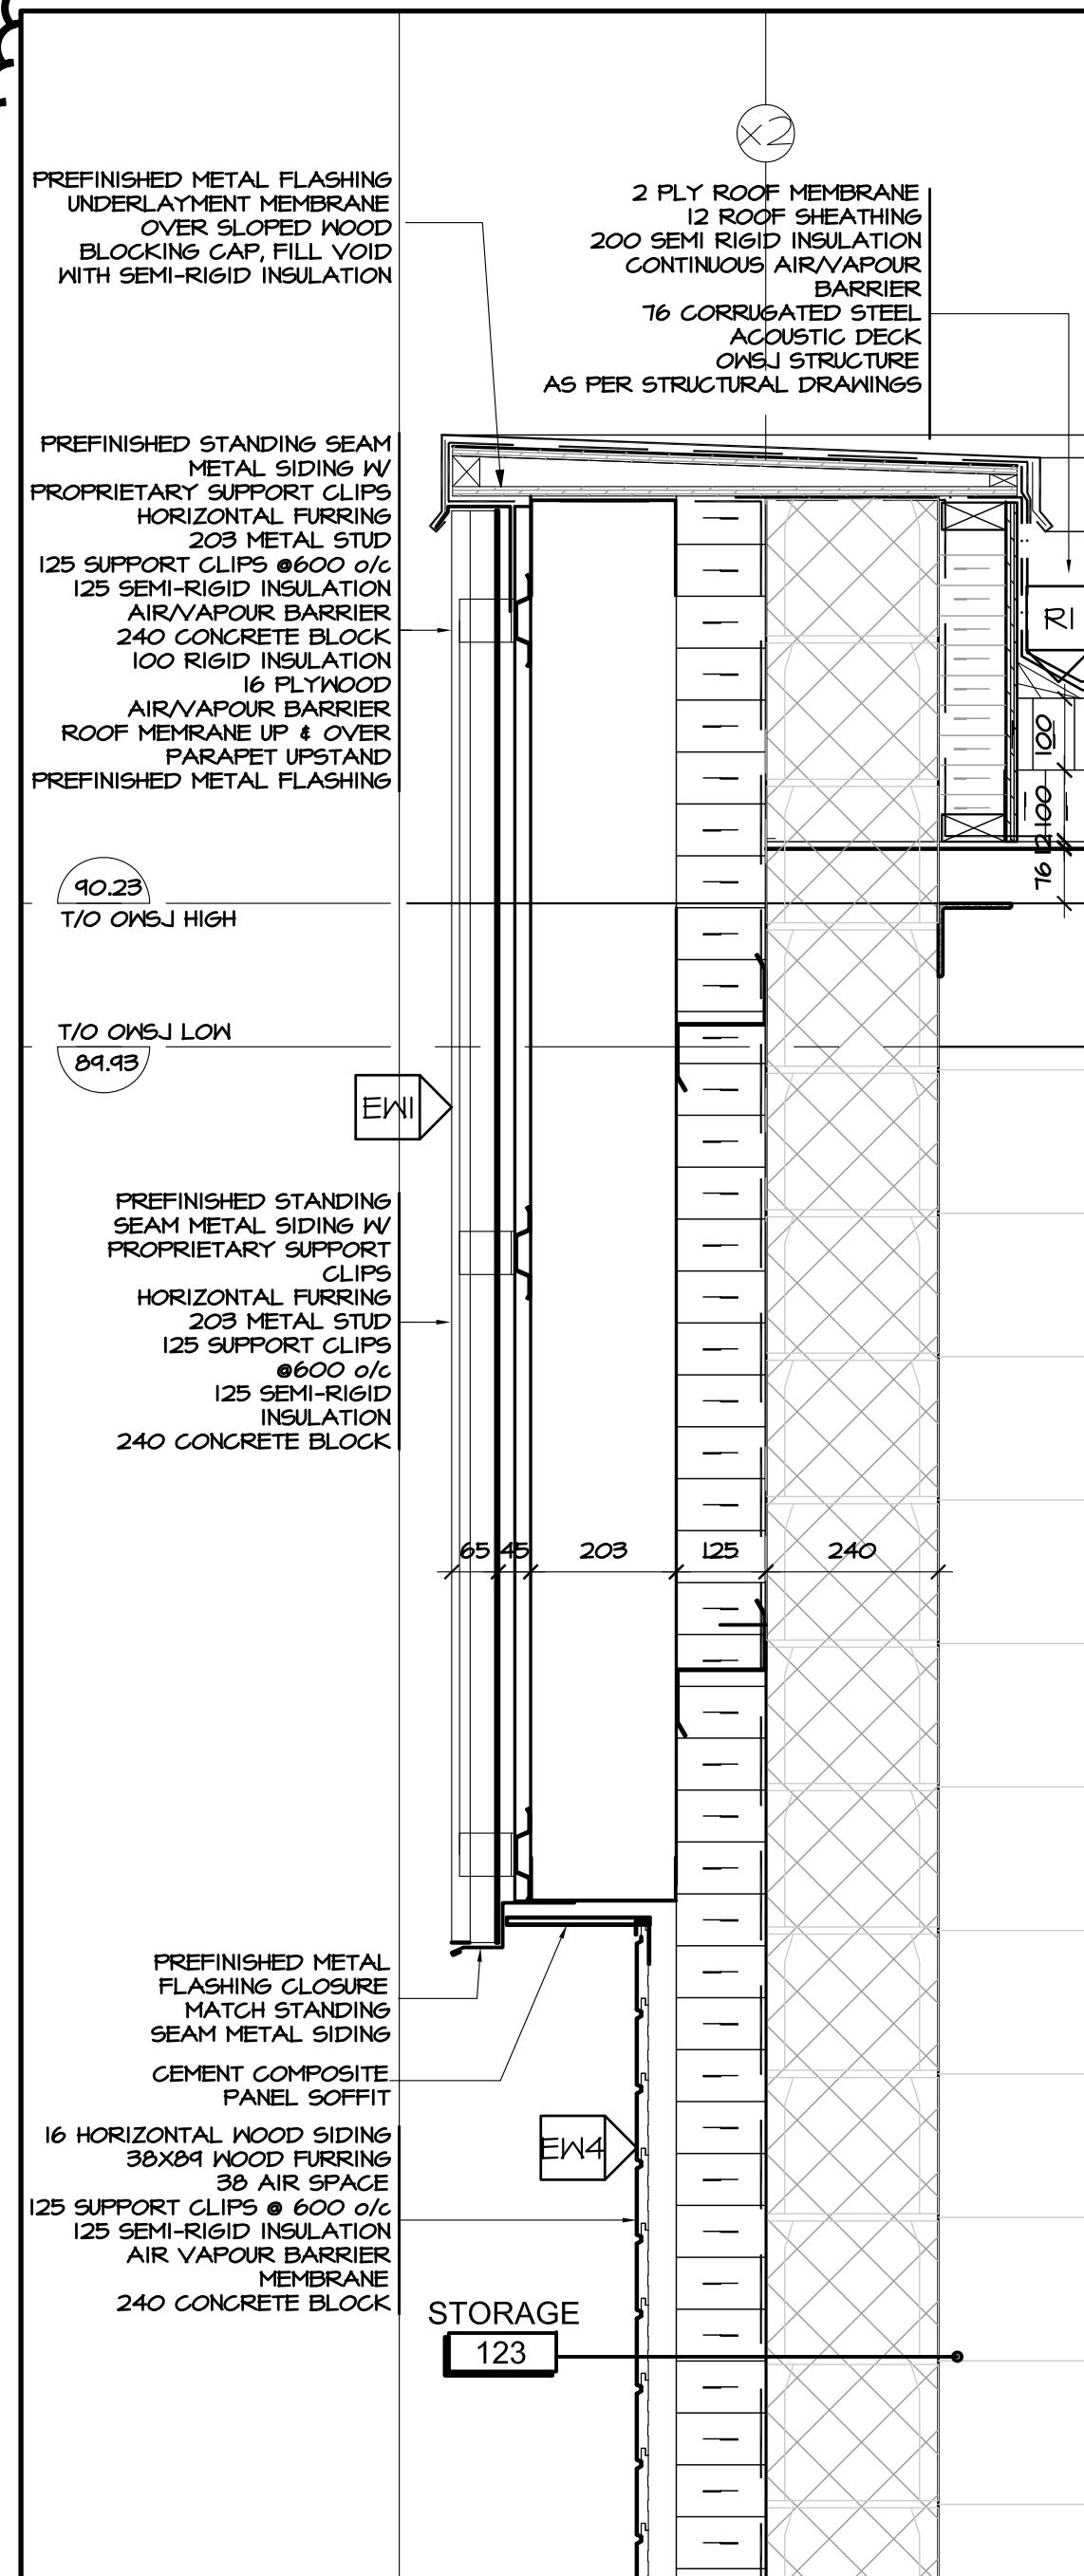 X2
PREFINISHED METAL FLASHING
UNDERLAYMENT MEMBRANE
OVER SLOPED WOOD
BLOCKING CAP, FILL VOID
WITH SEMI-RIGID INSULATION
2 PLY ROOF MEMBRANE
12 ROOF SHEATHING
200 SEMI RIGID INSULATION
CONTINUOUS AIR/VAPOUR
BARRIER
76 CORRUGATED STEEL
ACOUSTIC DECK
OWSJ STRUCTURE
AS PER STRUCTURAL DRAWINGS
PREFINISHED STANDING SEAM
METAL SIDING W/
PROPRIETARY SUPPORT CLIPS
HORIZONTAL FURRING
203 METAL STUD
125 SUPPORT CLIPS @600 o/c
125 SEMI-RIGID INSULATION
AIR/VAPOUR BARRIER
240 CONCRETE BLOCK
100 RIGID INSULATION
16 PLYWOOD
AIR/VAPOUR BARRIER
ROOF MEMRANE UP & OVER
PARAPET UPSTAND
PREFINISHED METAL FLASHING
R1
100
100
12
76
90.23
T/O OWSJ HIGH
T/O OWSJ LOW
89.93
EW1
PREFINISHED STANDING
SEAM METAL SIDING W/
PROPRIETARY SUPPORT
CLIPS
HORIZONTAL FURRING
203 METAL STUD
125 SUPPORT CLIPS
@600 o/c
125 SEMI-RIGID
INSULATION
240 CONCRETE BLOCK
65 45 203 125 240
PREFINISHED METAL
FLASHING CLOSURE
MATCH STANDING
SEAM METAL SIDING
CEMENT COMPOSITE
PANEL SOFFIT
EW4
16 HORIZONTAL WOOD SIDING
38X89 WOOD FURRING
38 AIR SPACE
125 SUPPORT CLIPS @ 600 o/c
125 SEMI-RIGID INSULATION
AIR VAPOUR BARRIER
MEMBRANE
240 CONCRETE BLOCK
STORAGE
123